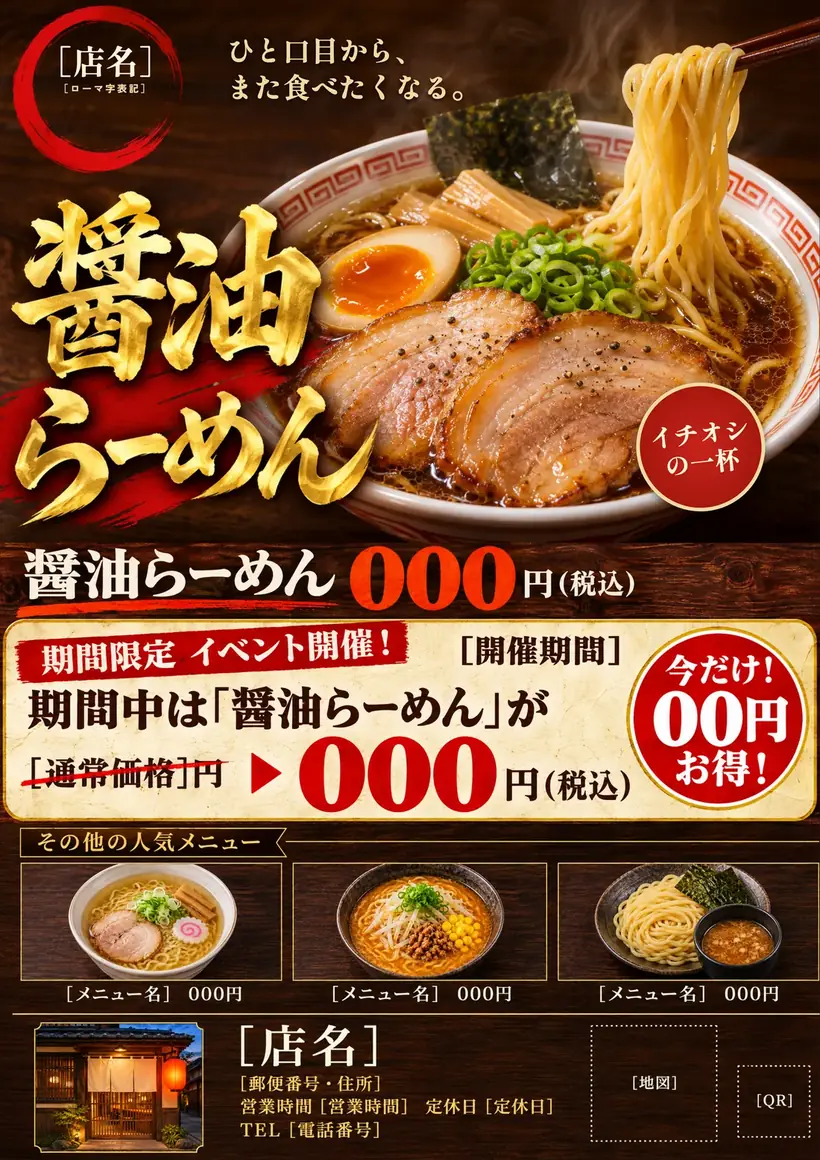 [店名]
[ローマ字表記]
ひと口目から、
また食べたくなる。
醤油
らーめん
イチオシ
の一杯
醤油らーめん 000円(税込)
期間限定 イベント開催!
[開催期間]
期間中は「醤油らーめん」が
[通常価格]円 ▶ 000円(税込)
今だけ!
00円
お得!
その他の人気メニュー
[メニュー名] 000円
[メニュー名] 000円
[メニュー名] 000円
[店名]
[郵便番号・住所]
営業時間 [営業時間] 定休日 [定休日]
TEL [電話番号]
[地図]
[QR]